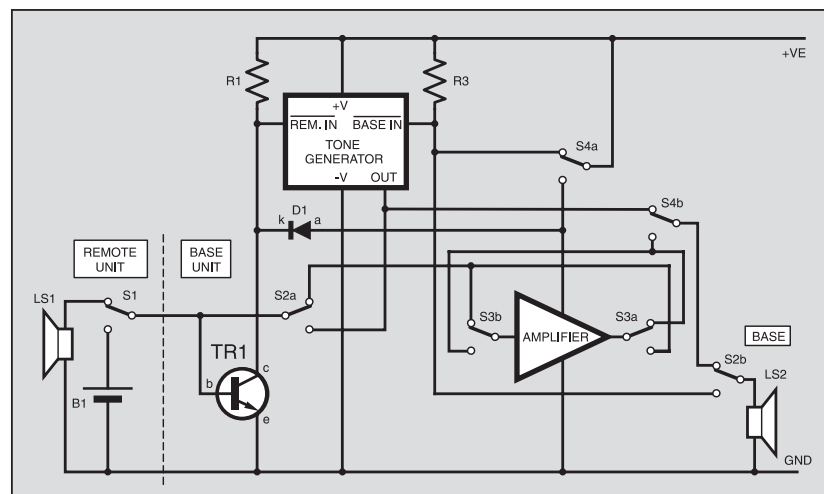 +VE
R1
R3
+V
REM. IN
BASE IN
TONE
GENERATOR
-V
OUT
S4a
S4b
D1
k
a
REMOTE
UNIT
BASE
UNIT
LS1
S1
S2a
S3b
AMPLIFIER
S3a
BASE
S2b
LS2
TR1
b
c
e
B1
GND